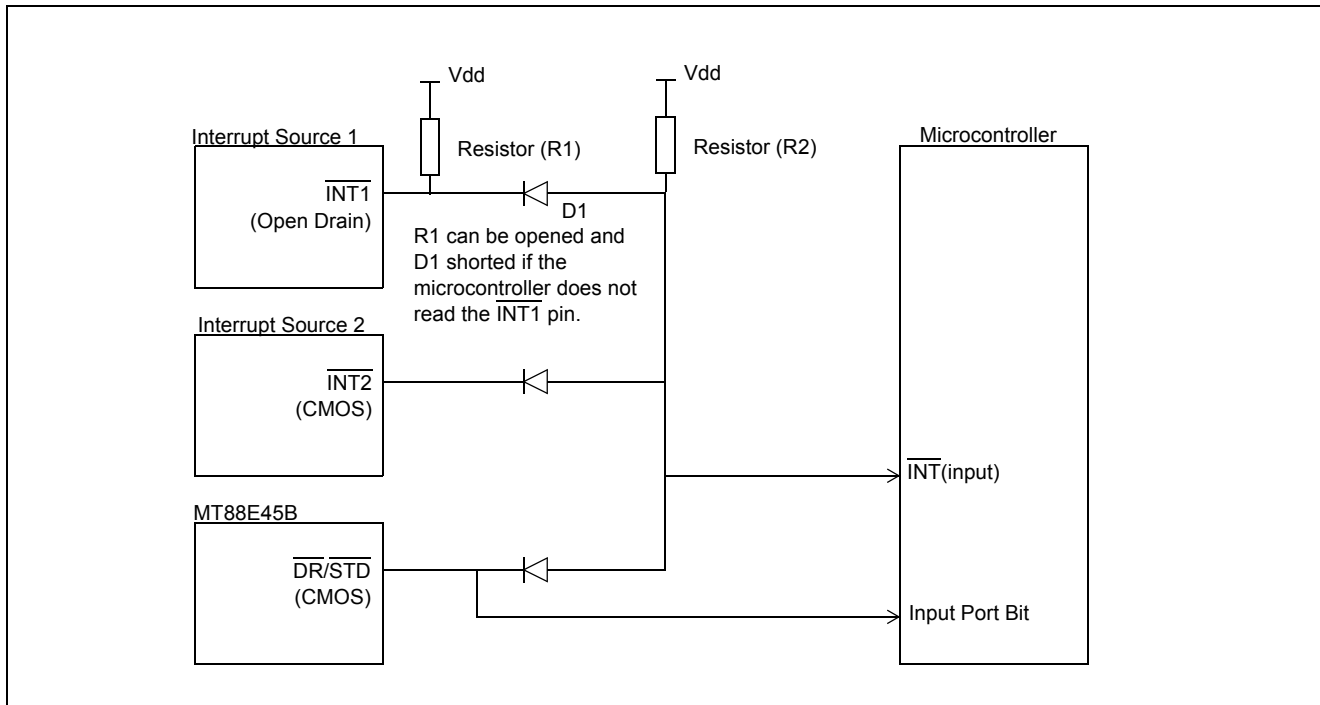 Vdd
Vdd
Interrupt Source 1
Resistor (R1)
Resistor (R2)
Microcontroller
INT1
(Open Drain)
D1
R1 can be opened and
D1 shorted if the
microcontroller does not
read the INT1 pin.
Interrupt Source 2
INT2
(CMOS)
INT(input)
MT88E45B
DR/STD
(CMOS)
Input Port Bit